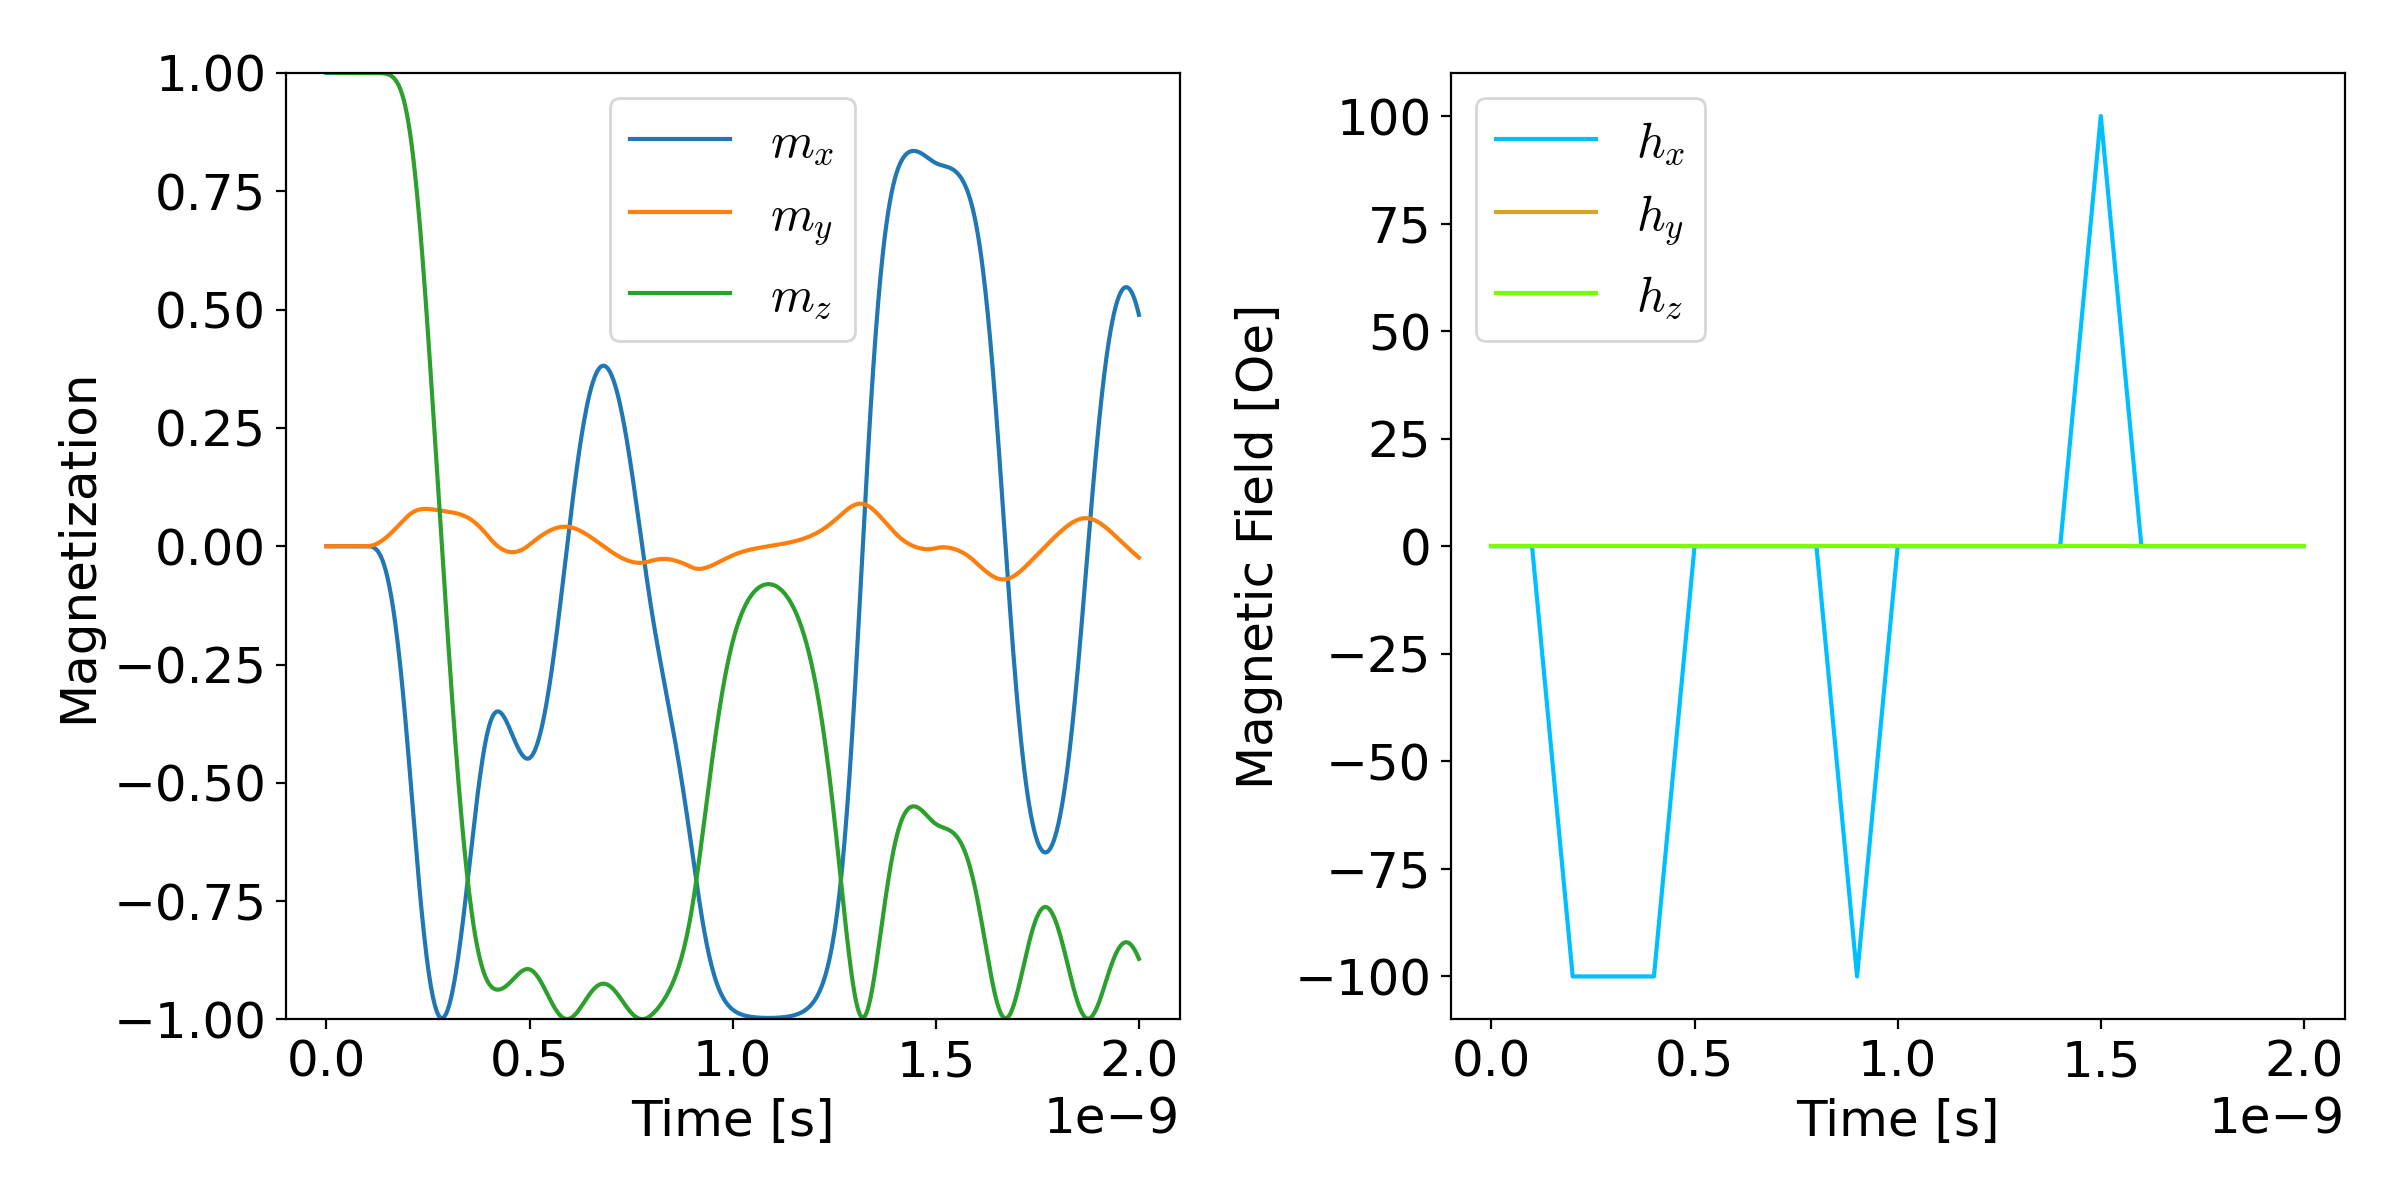 Magnetization
1.00
0.75
0.50
0.25
0.00
−0.25
−0.50
−0.75
−1.00
m_x
m_y
m_z
0.0 0.5 1.0 1.5 2.0
Time [s]
1e−9
Magnetic Field [Oe]
100
75
50
25
0
−25
−50
−75
−100
h_x
h_y
h_z
0.0 0.5 1.0 1.5 2.0
Time [s]
1e−9